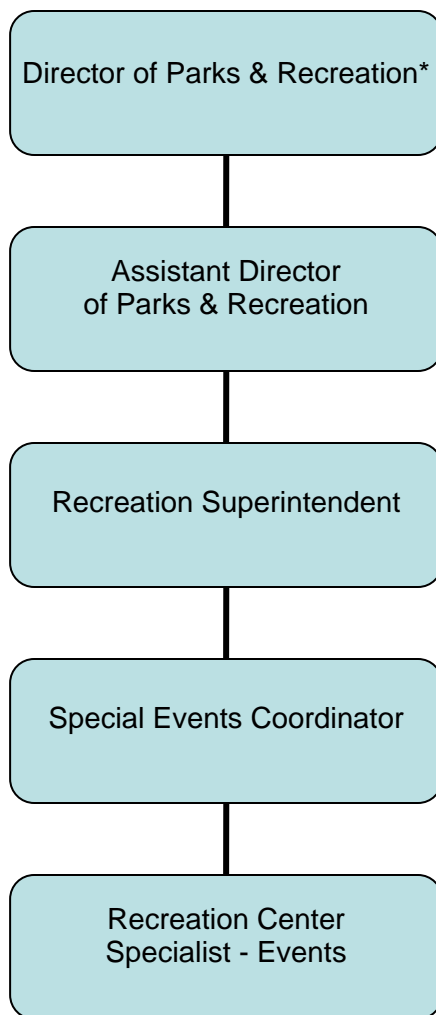 Director of Parks & Recreation*
Assistant Director
of Parks & Recreation
Recreation Superintendent
Special Events Coordinator
Recreation Center
Specialist - Events